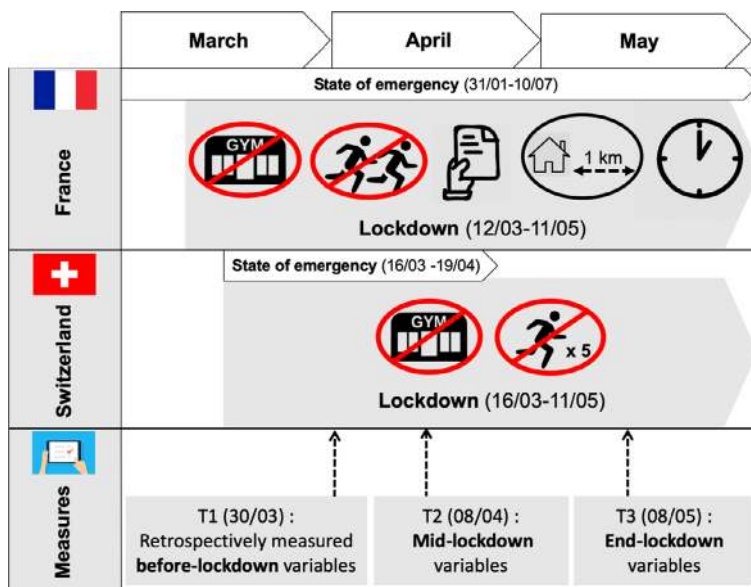 March
April
May
France
State of emergency (31/01-10/07)
GYM
1 km
Lockdown (12/03-11/05)
Switzerland
State of emergency (16/03 -19/04)
GYM
x 5
Lockdown (16/03-11/05)
Measures
T1 (30/03) :
Retrospectively measured
before-lockdown variables
T2 (08/04) :
Mid-lockdown
variables
T3 (08/05) :
End-lockdown
variables